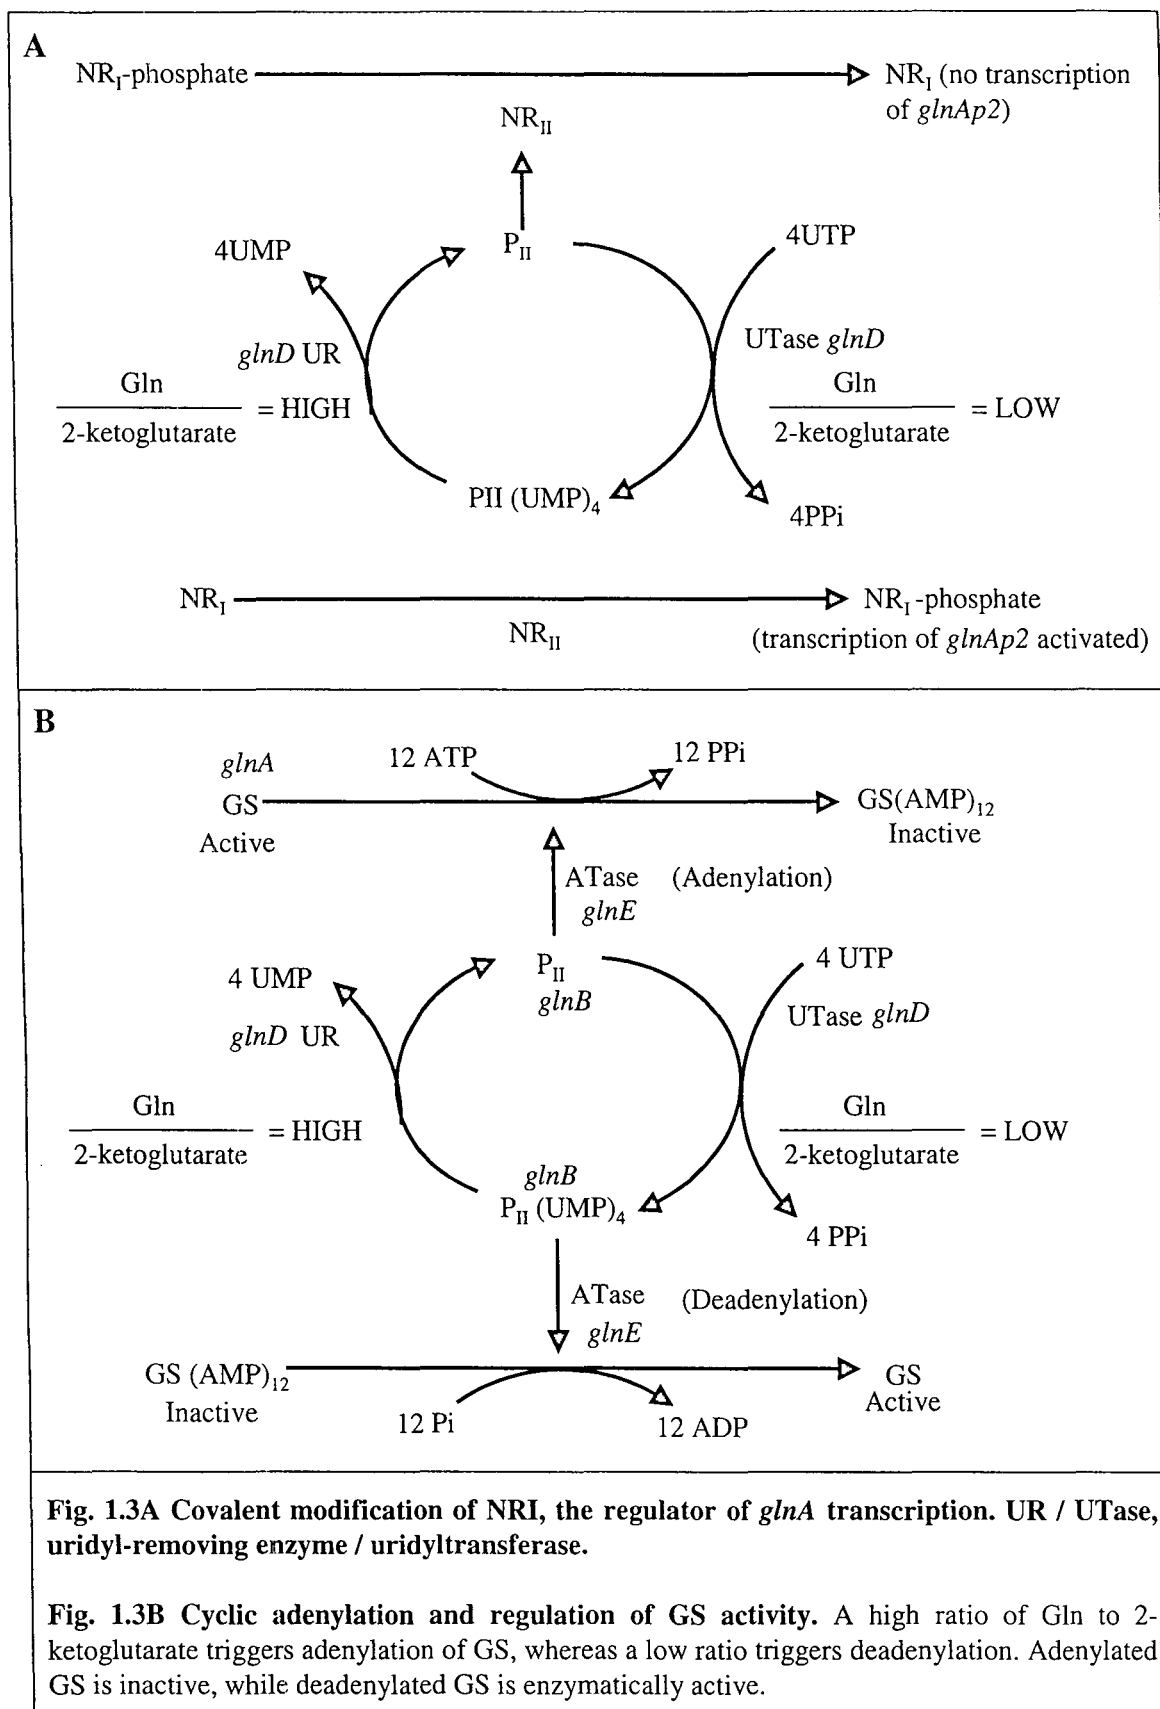 A
NR_I-phosphate
NR_I (no transcription
of glnAp2)
NR_II
P_II
4UMP
4UTP
glnD UR
UTase glnD
Gln
2-ketoglutarate
= HIGH
Gln
2-ketoglutarate
= LOW
PII (UMP)_4
4PPi
NR_I
NR_I-phosphate
NR_II
(transcription of glnAp2 activated)
B
glnA
12 ATP
12 PPi
GS
Active
GS(AMP)_12
Inactive
ATase (Adenylation)
glnE
P_II
glnB
4 UMP
4 UTP
glnD UR
UTase glnD
Gln
2-ketoglutarate
= HIGH
Gln
2-ketoglutarate
= LOW
glnB
P_II (UMP)_4
4 PPi
ATase (Deadenylation)
glnE
GS (AMP)_12
Inactive
GS
Active
12 Pi
12 ADP
Fig. 1.3A Covalent modification of NRI, the regulator of glnA transcription. UR / UTase,
uridyl-removing enzyme / uridyltransferase.
Fig. 1.3B Cyclic adenylation and regulation of GS activity. A high ratio of Gln to 2-
ketoglutarate triggers adenylation of GS, whereas a low ratio triggers deadenylation. Adenylated
GS is inactive, while deadenylated GS is enzymatically active.